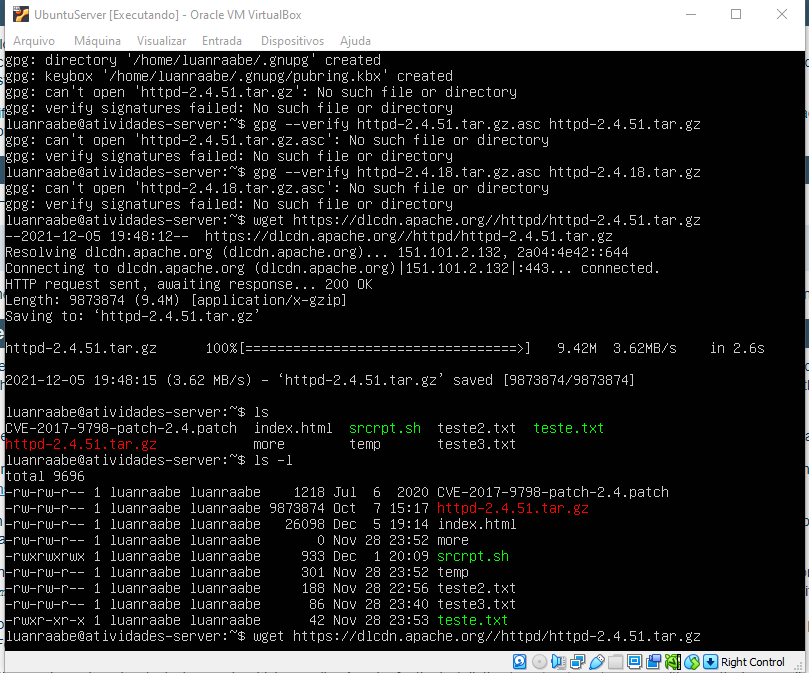 UbuntuServer [Executando] - Oracle VM VirtualBox
Arquivo Máquina Visualizar Entrada Dispositivos Ajuda
gpg: directory '/home/luanraabe/.gnupg' created
gpg: keybox '/home/luanraabe/.gnupg/pubring.kbx' created
gpg: can't open 'httpd-2.4.51.tar.gz': No such file or directory
gpg: verify signatures failed: No such file or directory
luanraabe@atividades-server:~$ gpg --verify httpd-2.4.51.tar.gz.asc httpd-2.4.51.tar.gz
gpg: can't open 'httpd-2.4.51.tar.gz.asc': No such file or directory
gpg: verify signatures failed: No such file or directory
luanraabe@atividades-server:~$ gpg --verify httpd-2.4.18.tar.gz.asc httpd-2.4.18.tar.gz
gpg: can't open 'httpd-2.4.18.tar.gz.asc': No such file or directory
gpg: verify signatures failed: No such file or directory
luanraabe@atividades-server:~$ wget https://dlcdn.apache.org//httpd/httpd-2.4.51.tar.gz
--2021-12-05 19:48:12--  https://dlcdn.apache.org//httpd/httpd-2.4.51.tar.gz
Resolving dlcdn.apache.org (dlcdn.apache.org)... 151.101.2.132, 2a04:4e42::644
Connecting to dlcdn.apache.org (dlcdn.apache.org)|151.101.2.132|:443... connected.
HTTP request sent, awaiting response... 200 OK
Length: 9873874 (9.4M) [application/x-gzip]
Saving to: ‘httpd-2.4.51.tar.gz’
httpd-2.4.51.tar.gz      100%[==================================>]   9.42M  3.62MB/s    in 2.6s
2021-12-05 19:48:15 (3.62 MB/s) - ‘httpd-2.4.51.tar.gz’ saved [9873874/9873874]
luanraabe@atividades-server:~$ ls
CVE-2017-9798-patch-2.4.patch  index.html  srcrpt.sh  teste2.txt  teste.txt
httpd-2.4.51.tar.gz            more        temp       teste3.txt
luanraabe@atividades-server:~$ ls -l
total 9696
-rw-rw-r-- 1 luanraabe luanraabe    1218 Jul  6  2020 CVE-2017-9798-patch-2.4.patch
-rw-rw-r-- 1 luanraabe luanraabe 9873874 Oct  7 15:17 httpd-2.4.51.tar.gz
-rw-rw-r-- 1 luanraabe luanraabe   26098 Dec  5 19:14 index.html
-rw-rw-r-- 1 luanraabe luanraabe       0 Nov 28 23:52 more
-rwxrwxrwx 1 luanraabe luanraabe     933 Dec  1 20:09 srcrpt.sh
-rw-rw-r-- 1 luanraabe luanraabe     301 Nov 28 23:52 temp
-rw-rw-r-- 1 luanraabe luanraabe     188 Nov 28 22:56 teste2.txt
-rw-rw-r-- 1 luanraabe luanraabe      86 Nov 28 23:40 teste3.txt
-rwxr-xr-x 1 luanraabe luanraabe      42 Nov 28 23:53 teste.txt
luanraabe@atividades-server:~$ wget https://dlcdn.apache.org//httpd/httpd-2.4.51.tar.gz
Right Control